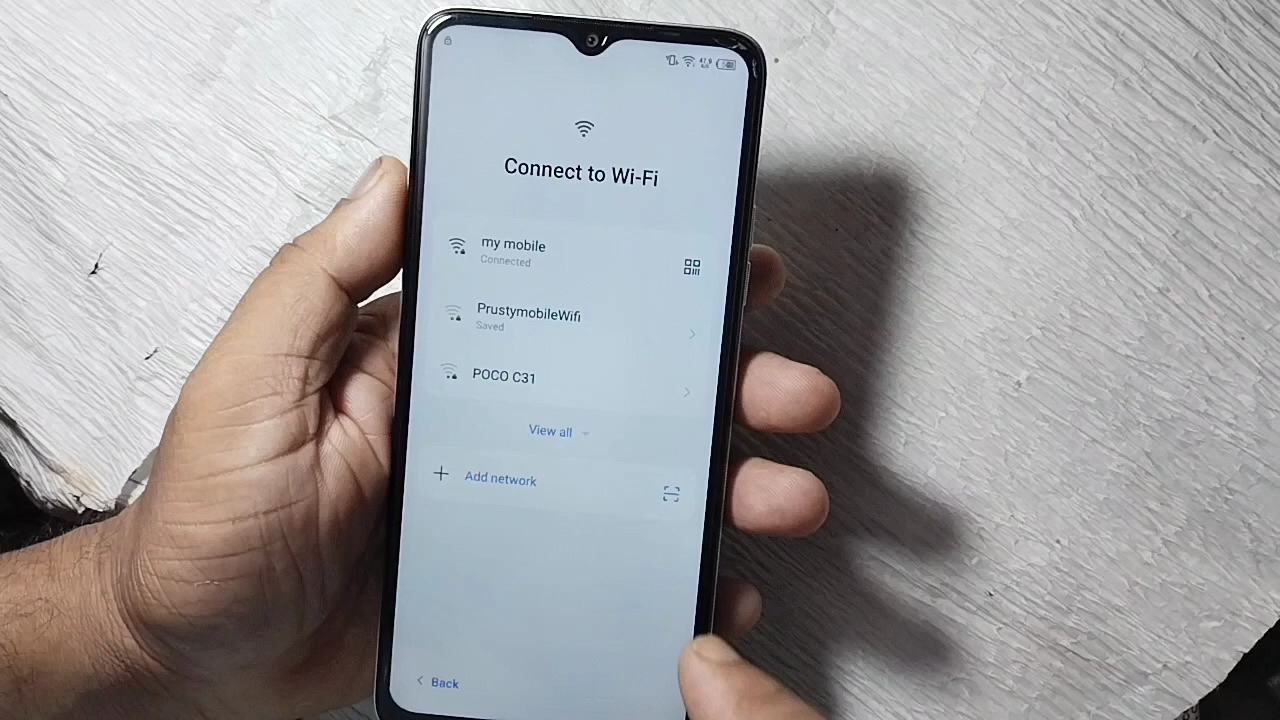 Connect to Wi-Fi
my mobile
Connected
PrustymobileWifi
Saved
POCO C31
View all
Add network
Back